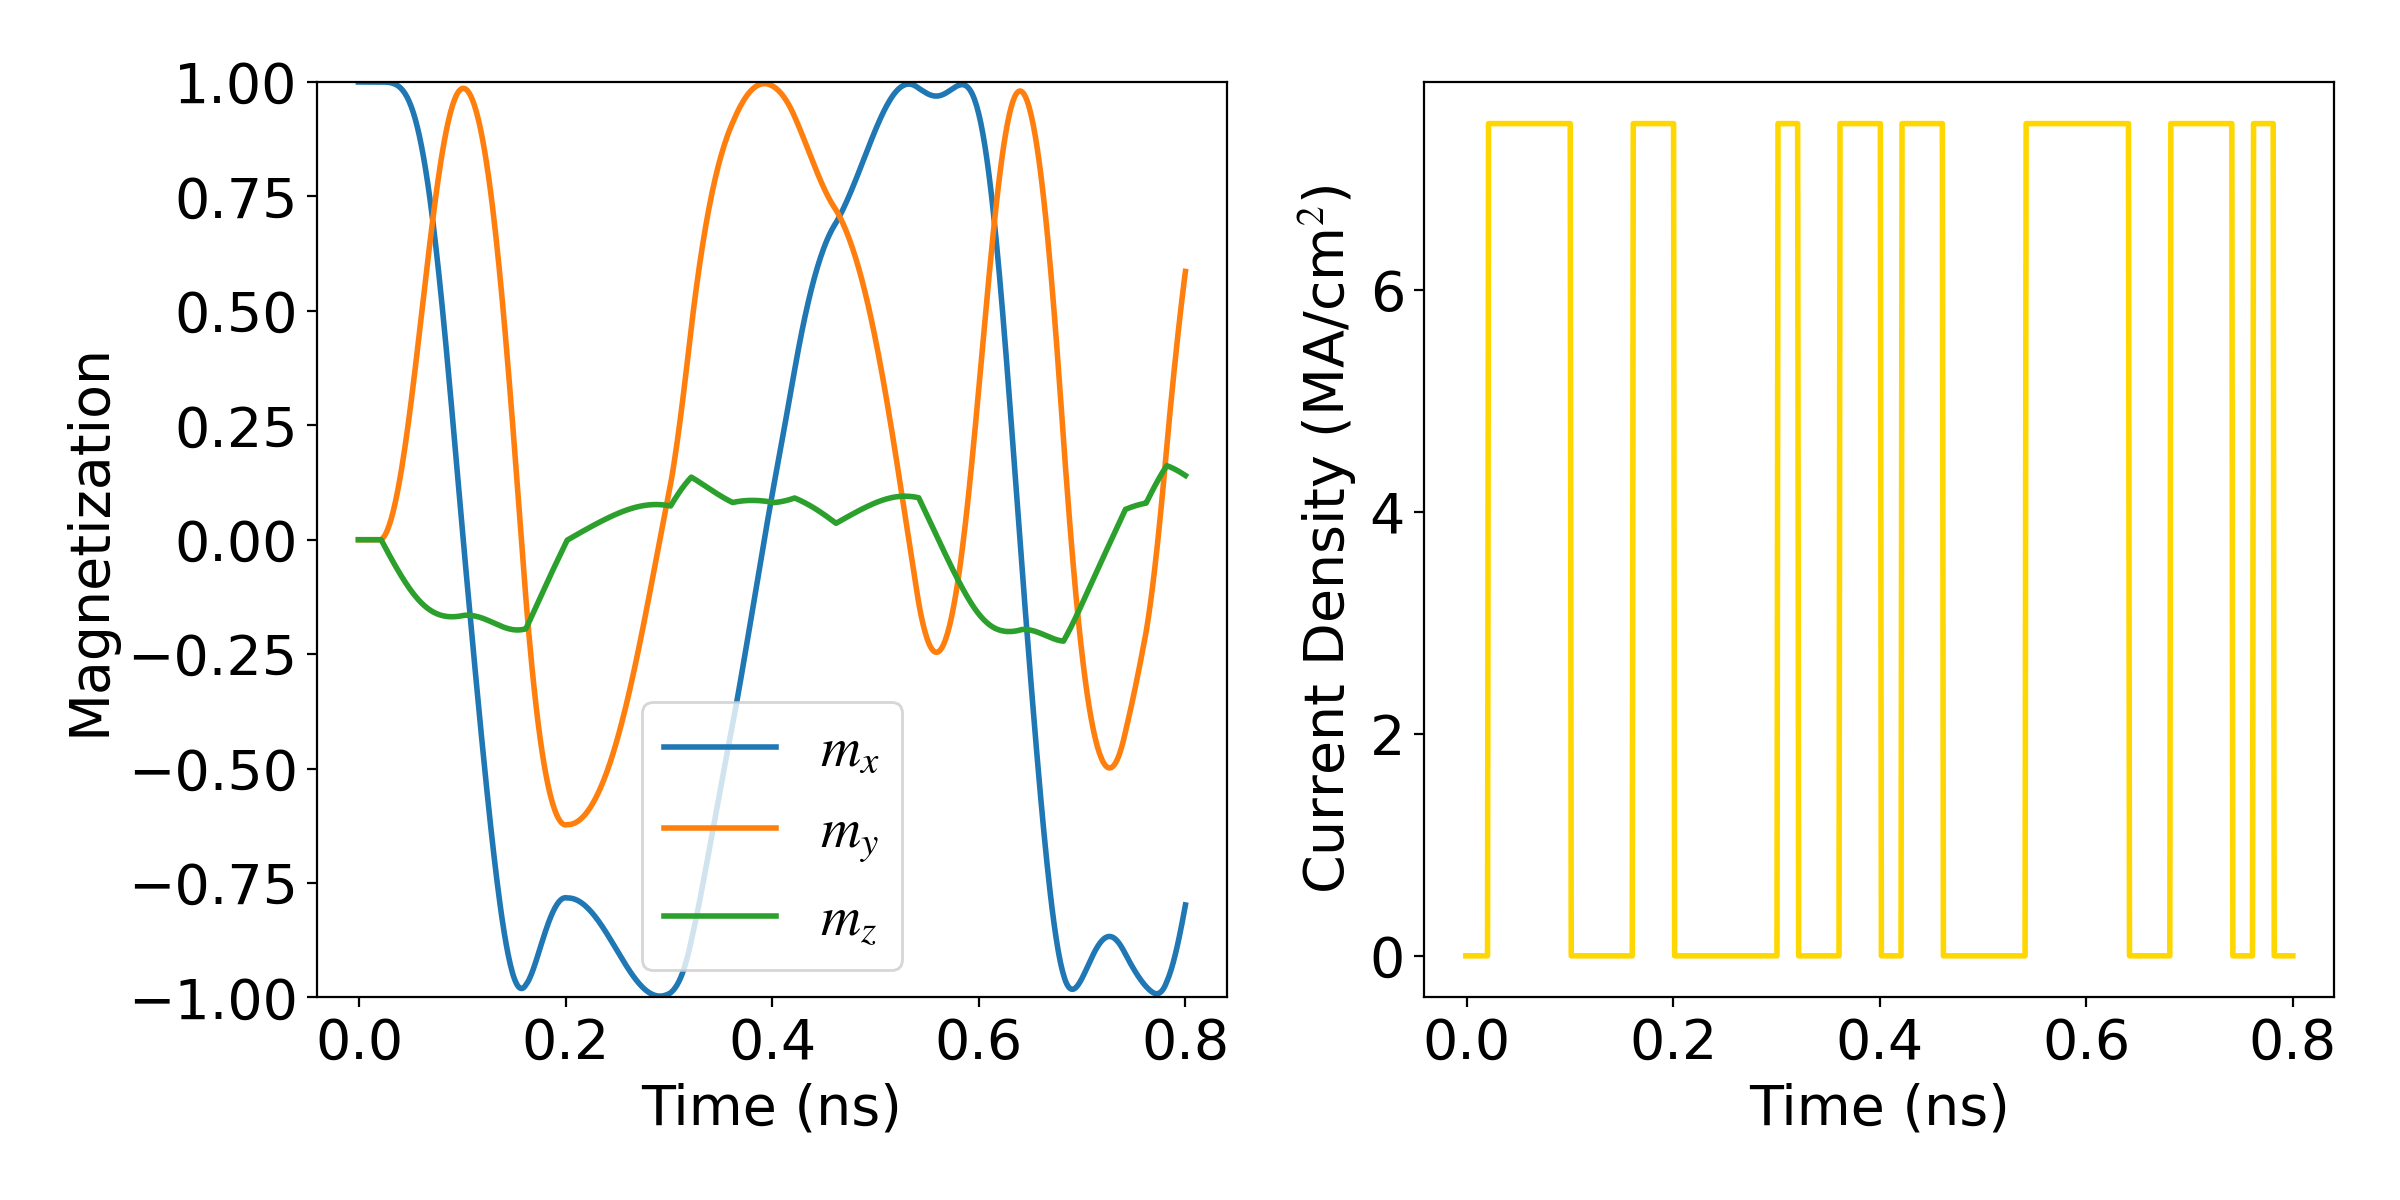 1.00
0.75
0.50
0.25
0.00
−0.25
−0.50
−0.75
−1.00
Magnetization
0.0 0.2 0.4 0.6 0.8
Time (ns)
m_x
m_y
m_z
6
4
2
0
Current Density (MA/cm²)
0.0 0.2 0.4 0.6 0.8
Time (ns)